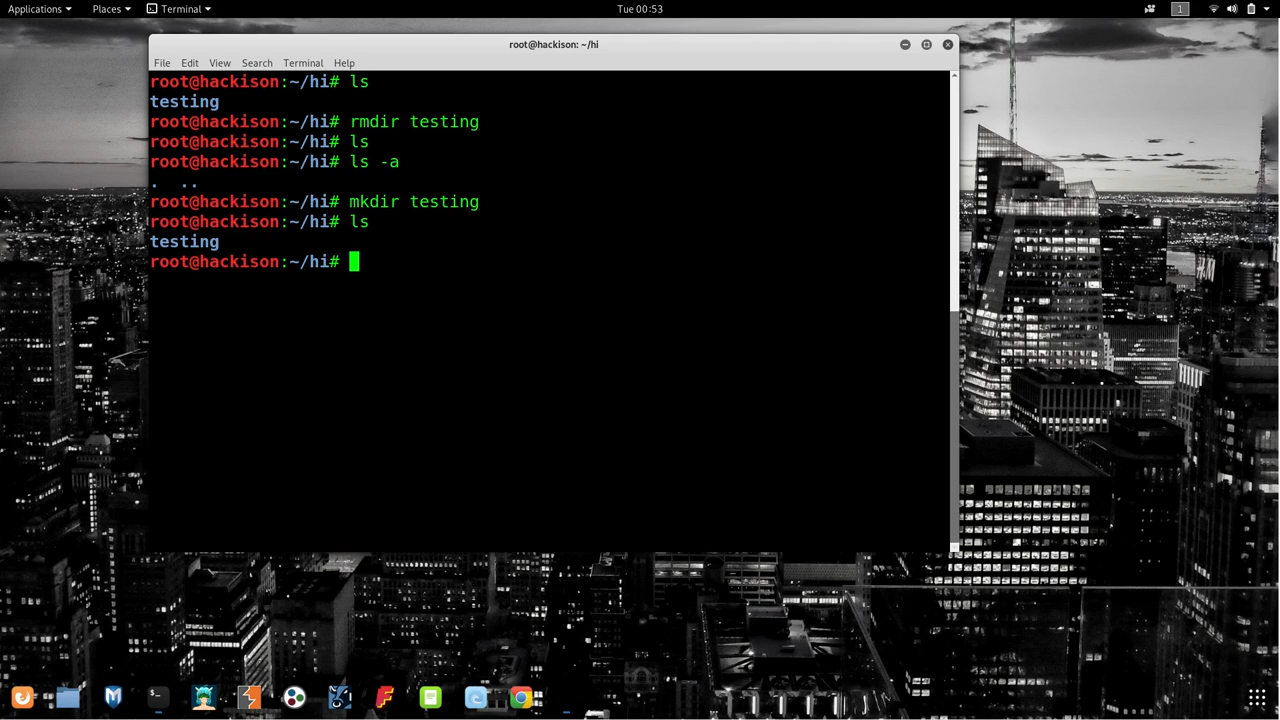 Applications Places Terminal Tue 00:53 1
root@hackison: ~/hi
File Edit View Search Terminal Help
root@hackison:~/hi# ls
testing
root@hackison:~/hi# rmdir testing
root@hackison:~/hi# ls
root@hackison:~/hi# ls -a
. ..
root@hackison:~/hi# mkdir testing
root@hackison:~/hi# ls
testing
root@hackison:~/hi#